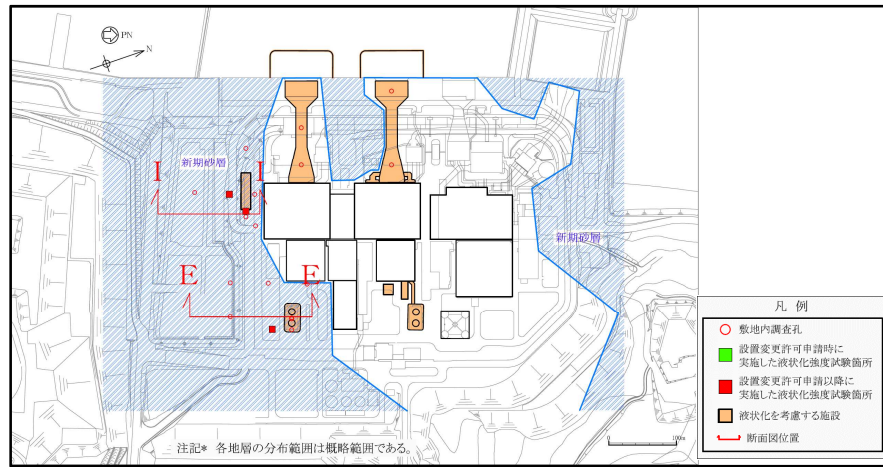 PN
N
新期砂層
I
I
新期砂層
E
E
注記* 各地層の分布範囲は概略範囲である。
0
100m
凡 例
敷地内調査孔
設置変更許可申請時に
実施した液状化強度試験箇所
設置変更許可申請以降に
実施した液状化強度試験箇所
液状化を考慮する施設
断面図位置